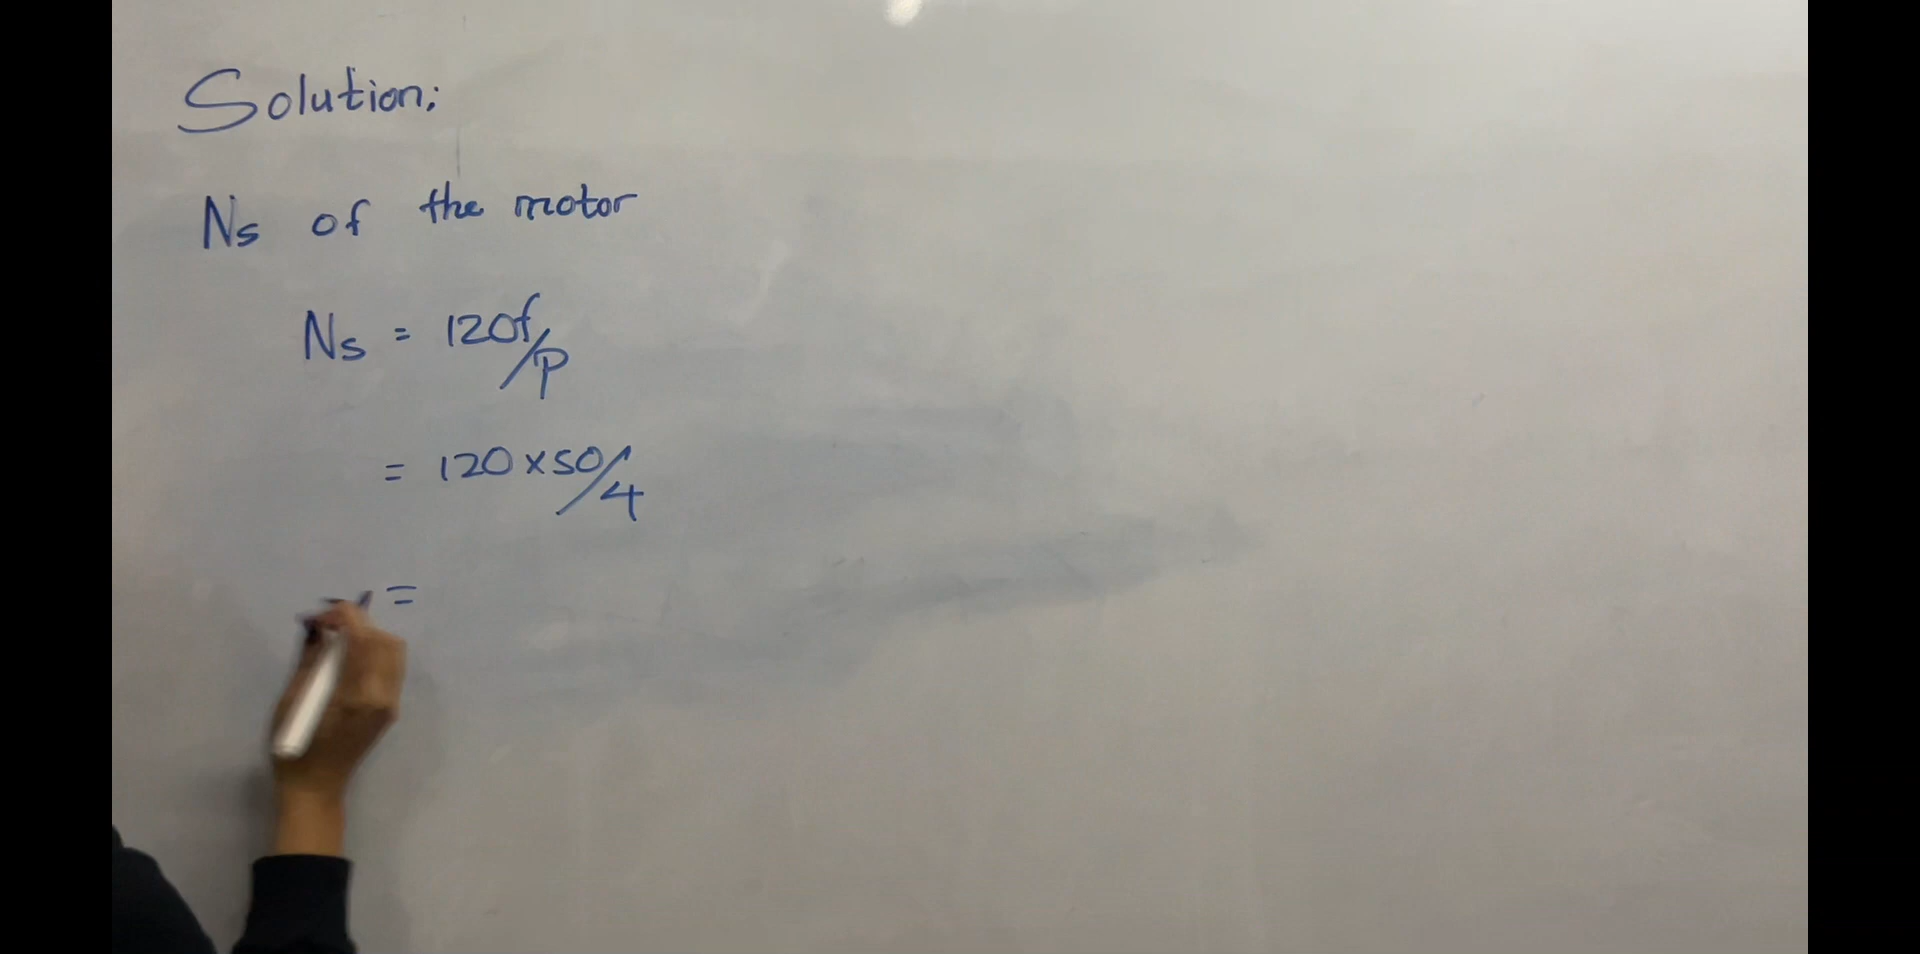 Solution:
Ns of the motor
Ns = 120f/P
= 120 x 50/4
=